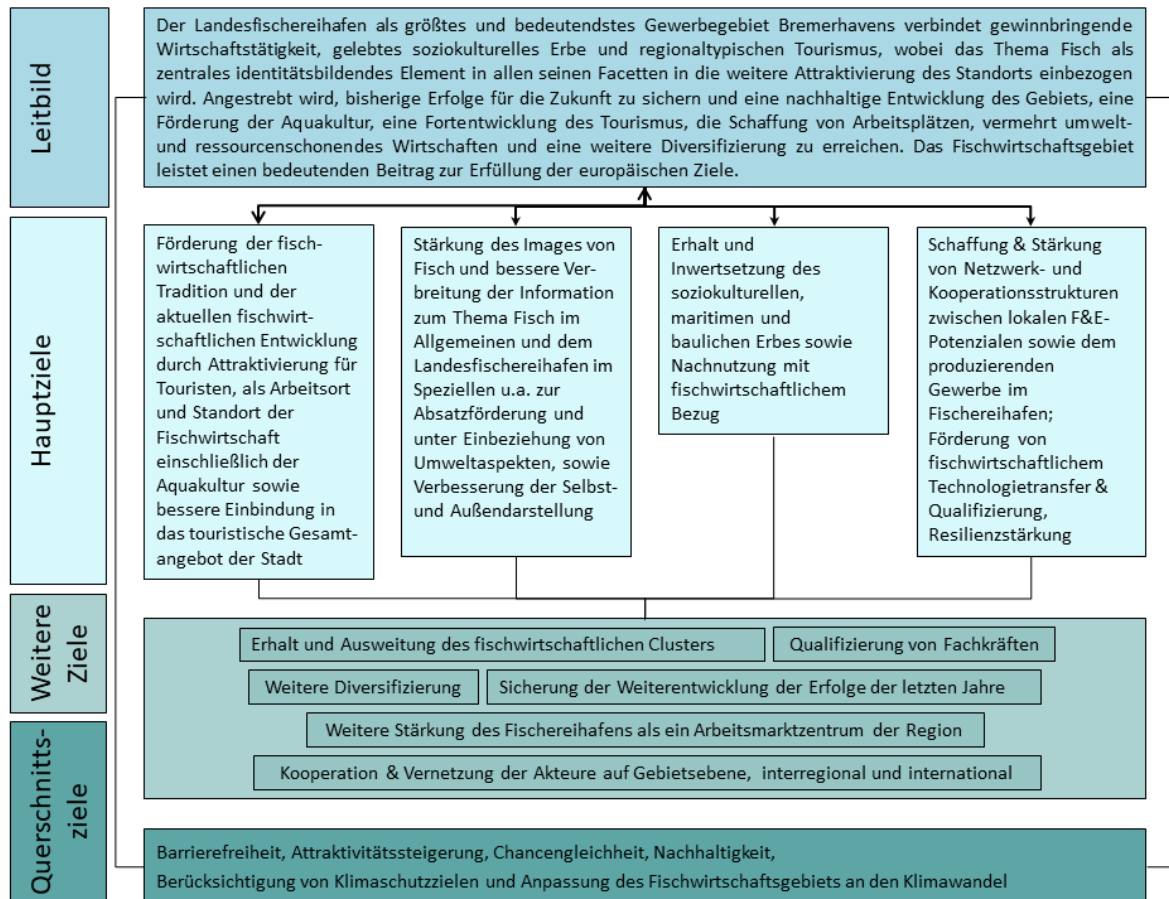 Leitbild
Der Landesfischereihafen als größtes und bedeutendstes Gewerbegebiet Bremerhavens verbindet gewinnbringende
Wirtschaftstätigkeit, gelebtes soziokulturelles Erbe und regionaltypischen Tourismus, wobei das Thema Fisch als
zentrales identitätsbildendes Element in allen seinen Facetten in die weitere Attraktivierung des Standorts einbezogen
wird. Angestrebt wird, bisherige Erfolge für die Zukunft zu sichern und eine nachhaltige Entwicklung des Gebiets, eine
Förderung der Aquakultur, eine Fortentwicklung des Tourismus, die Schaffung von Arbeitsplätzen, vermehrt umwelt-
und ressourcenschonendes Wirtschaften und eine weitere Diversifizierung zu erreichen. Das Fischwirtschaftsgebiet
leistet einen bedeutenden Beitrag zur Erfüllung der europäischen Ziele.
Hauptziele
Förderung der fisch-
wirtschaftlichen
Tradition und der
aktuellen fischwirt-
schaftlichen Entwicklung
durch Attraktivierung für
Touristen, als Arbeitsort
und Standort der
Fischwirtschaft
einschließlich der
Aquakultur sowie
bessere Einbindung in
das touristische Gesamt-
angebot der Stadt
Stärkung des Images von
Fisch und bessere Ver-
breitung der Information
zum Thema Fisch im
Allgemeinen und dem
Landesfischereihafen im
Speziellen u.a. zur
Absatzförderung und
unter Einbeziehung von
Umweltaspekten, sowie
Verbesserung der Selbst-
und Außendarstellung
Erhalt und
Inwertsetzung des
soziokulturellen,
maritimen und
baulichen Erbes sowie
Nachnutzung mit
fischwirtschaftlichem
Bezug
Schaffung & Stärkung
von Netzwerk- und
Kooperationsstrukturen
zwischen lokalen F&E-
Potenzialen sowie dem
produzierenden
Gewerbe im
Fischereihafen;
Förderung von
fischwirtschaftlichem
Technologietransfer &
Qualifizierung,
Resilienzstärkung
Weitere
Ziele
Erhalt und Ausweitung des fischwirtschaftlichen Clusters
Qualifizierung von Fachkräften
Weitere Diversifizierung
Sicherung der Weiterentwicklung der Erfolge der letzten Jahre
Weitere Stärkung des Fischereihafens als ein Arbeitsmarktzentrum der Region
Kooperation & Vernetzung der Akteure auf Gebietsebene, interregional und international
Querschnitts-
ziele
Barrierefreiheit, Attraktivitätssteigerung, Chancengleichheit, Nachhaltigkeit,
Berücksichtigung von Klimaschutzzielen und Anpassung des Fischwirtschaftsgebiets an den Klimawandel